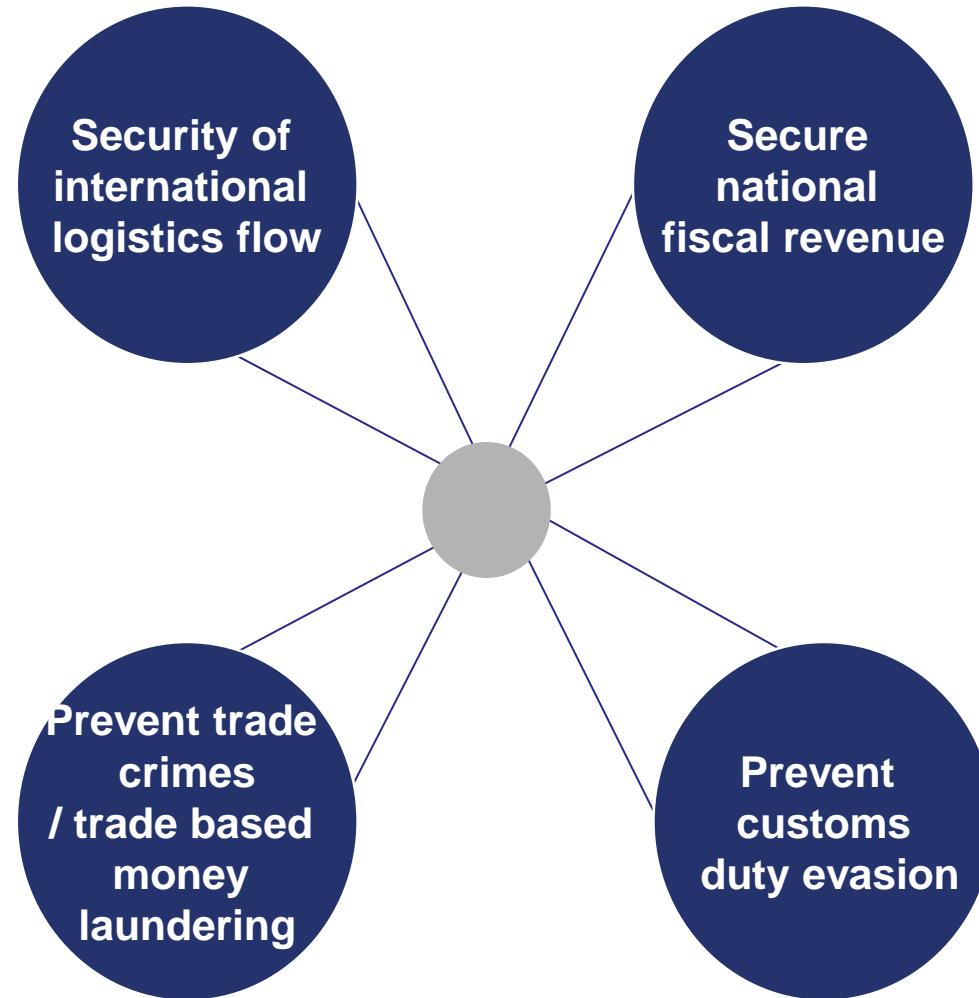 Security of
international
logistics flow
Secure
national
fiscal revenue
Prevent trade
crimes
/ trade based
money
laundering
Prevent
customs
duty evasion